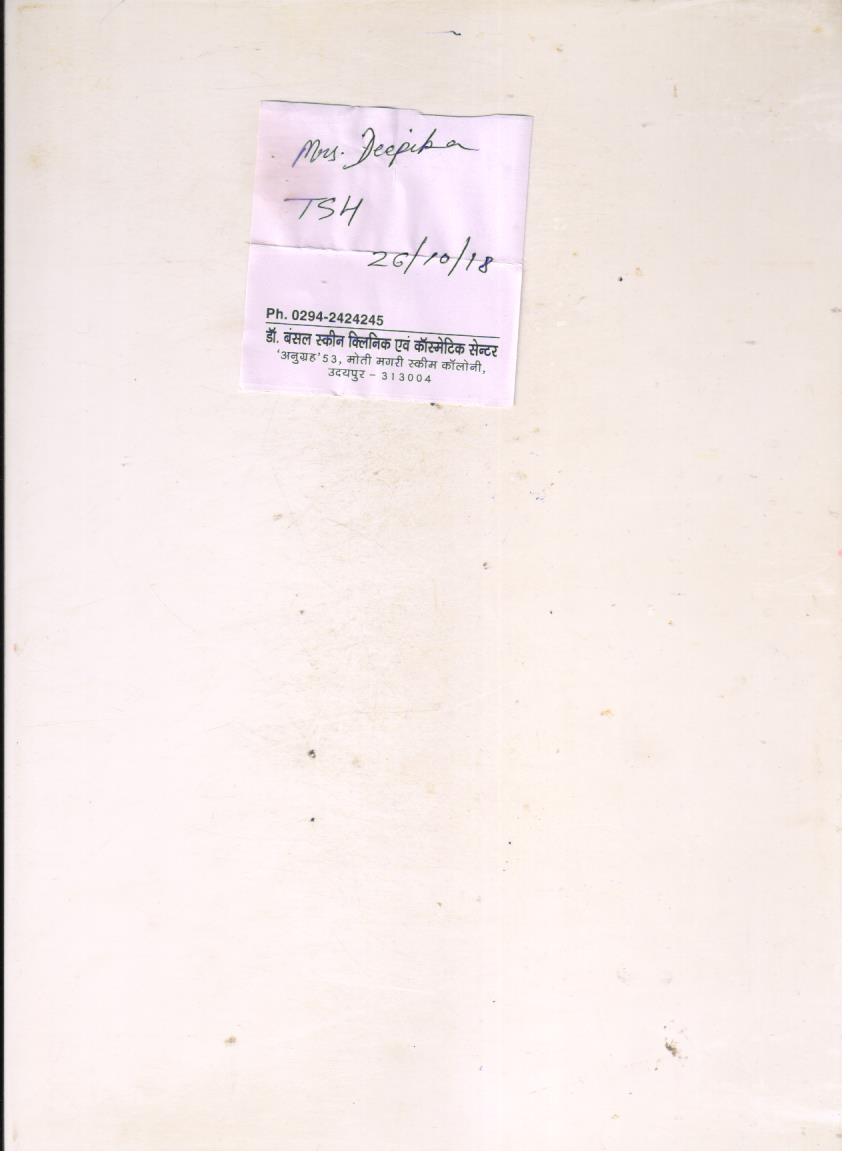 Mrs. Deepika
TSH
26/10/18
Ph. 0294-2424245
डॉ. बंसल स्कीन क्लिनिक एवं कॉस्मेटिक सेन्टर
'अनुग्रह' 53, मोती मगरी स्कीम कॉलोनी,
उदयपुर - 313004